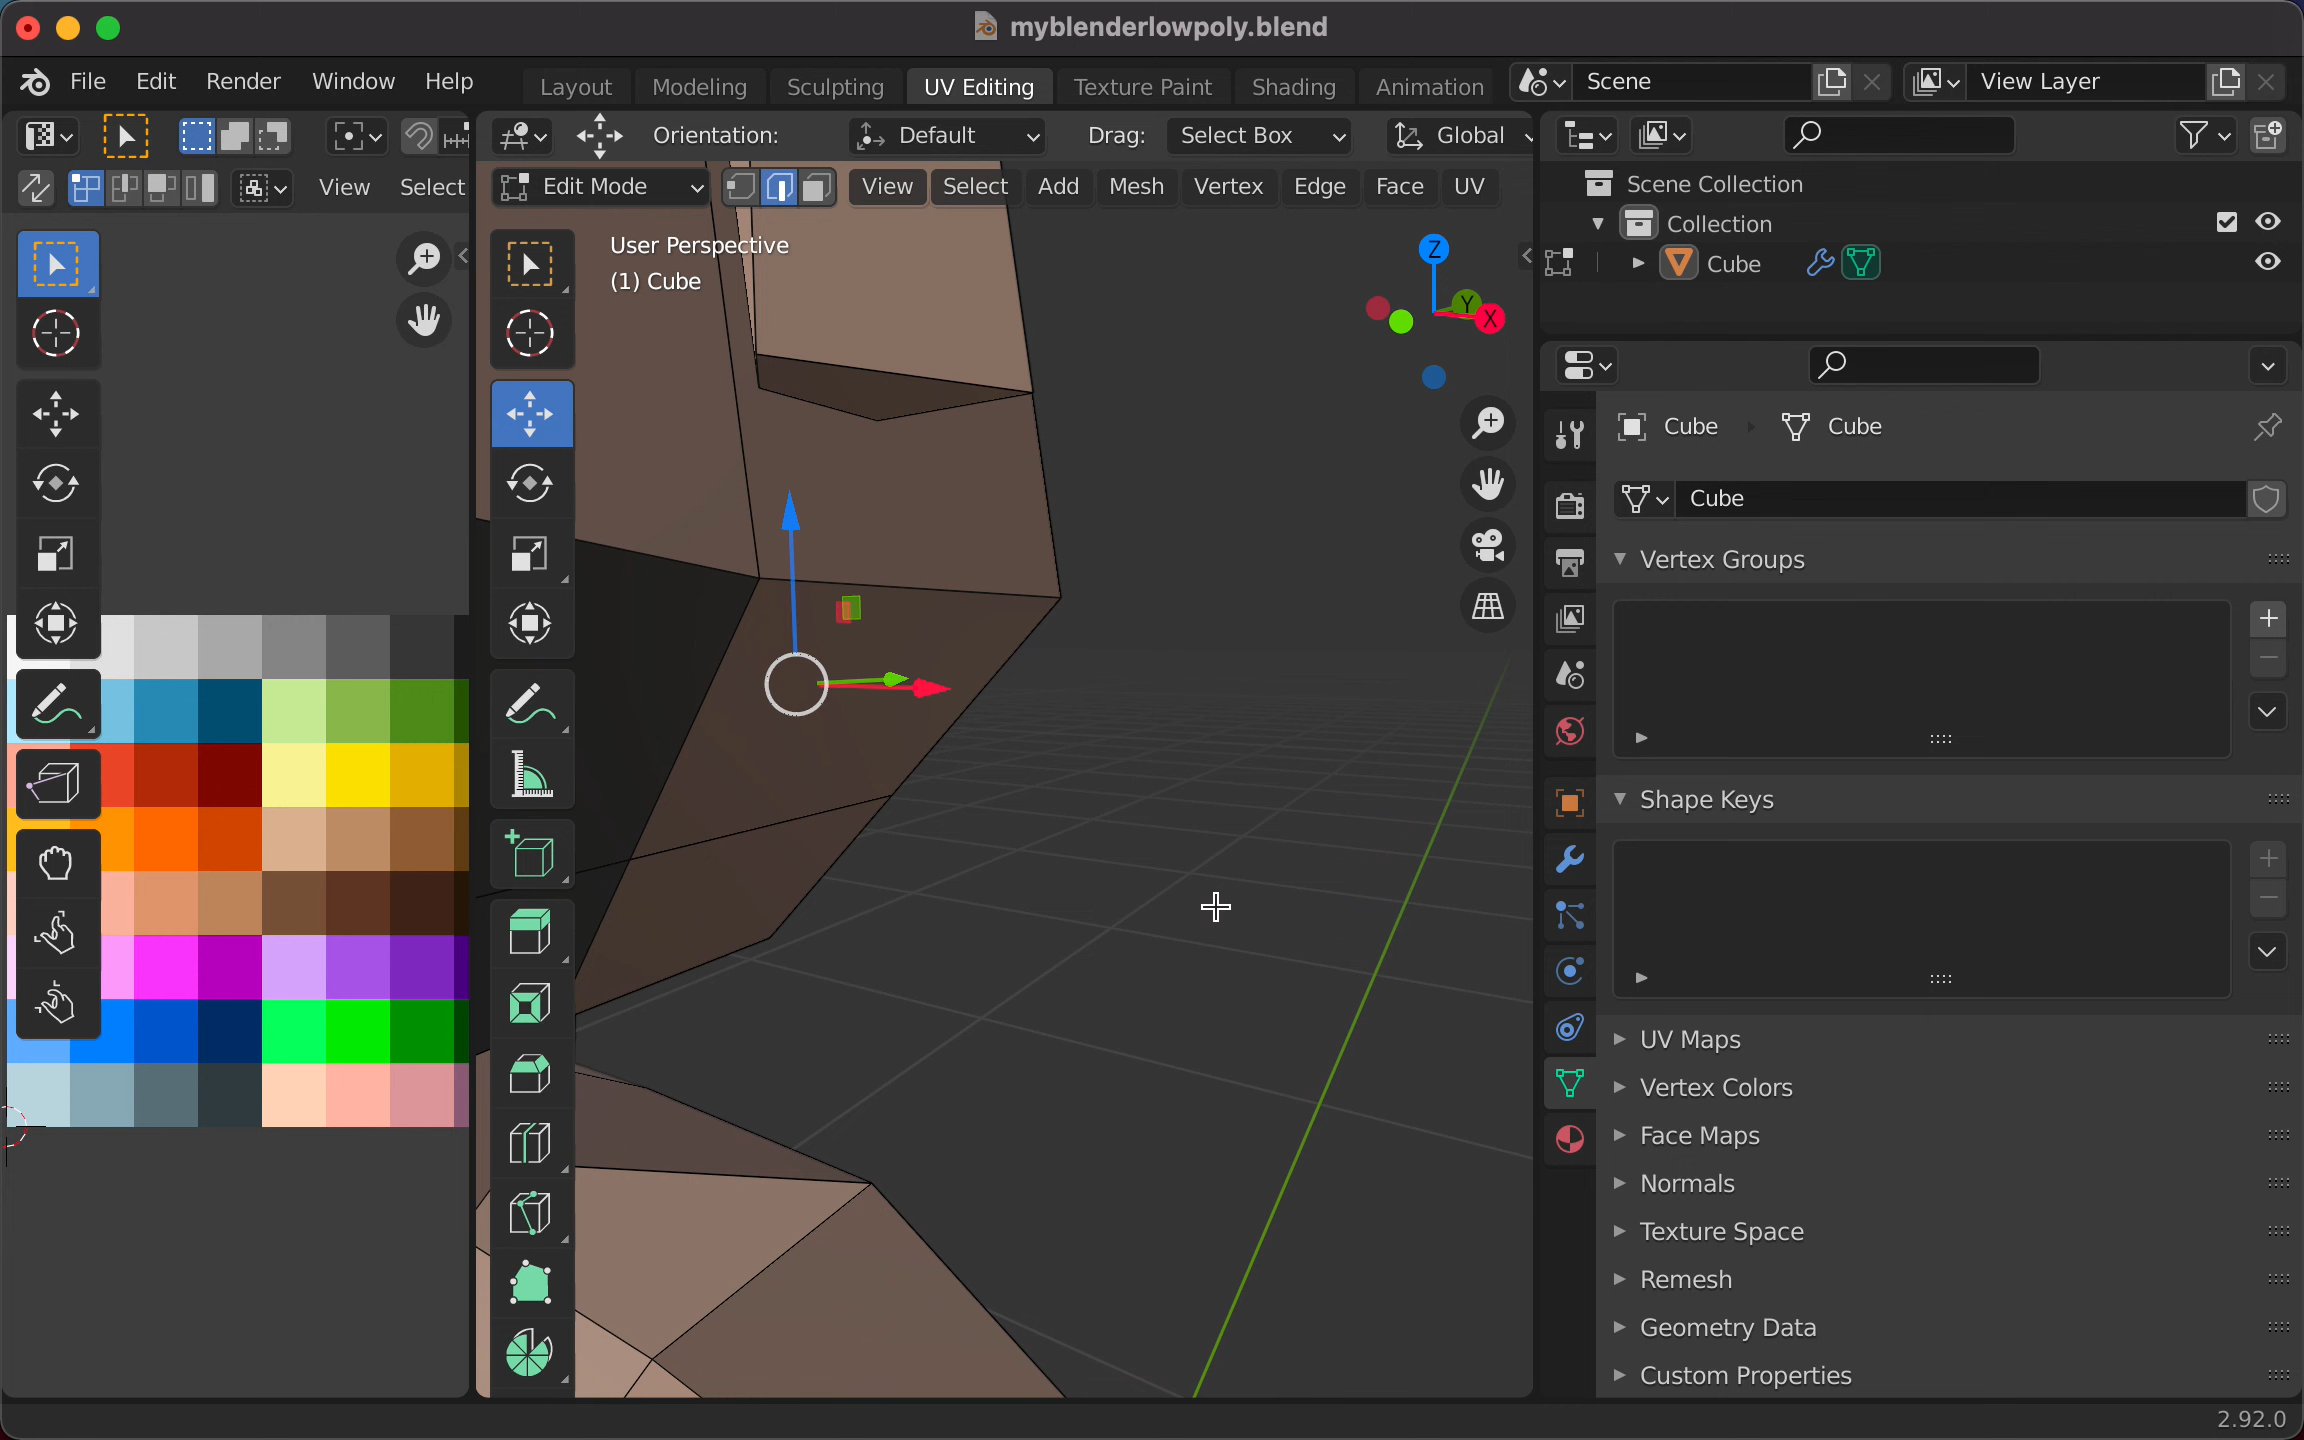 myblenderlowpoly.blend
File Edit Render Window Help
Layout Modeling Sculpting UV Editing Texture Paint Shading Animation
Scene
View Layer
Orientation: Default Drag: Select Box Global
View Select
Edit Mode View Select Add Mesh Vertex Edge Face UV
User Perspective
(1) Cube
Z
Y
X
Scene Collection
Collection
Cube
Cube Cube
Cube
Vertex Groups
Shape Keys
UV Maps
Vertex Colors
Face Maps
Normals
Texture Space
Remesh
Geometry Data
Custom Properties
2.92.0